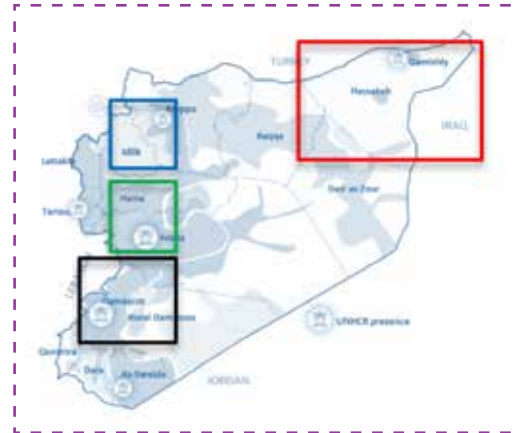 TURKEY
Qamishly
Hassakeh
Aleppo
IRAQ
Idlib
Raqqa
Lattakia
Deir ez-Zour
Hama
Tartous
Homs
Damascus
Rural Damascus
UNHCR presence
Quneitra
Dara
As-Sweida
JORDAN